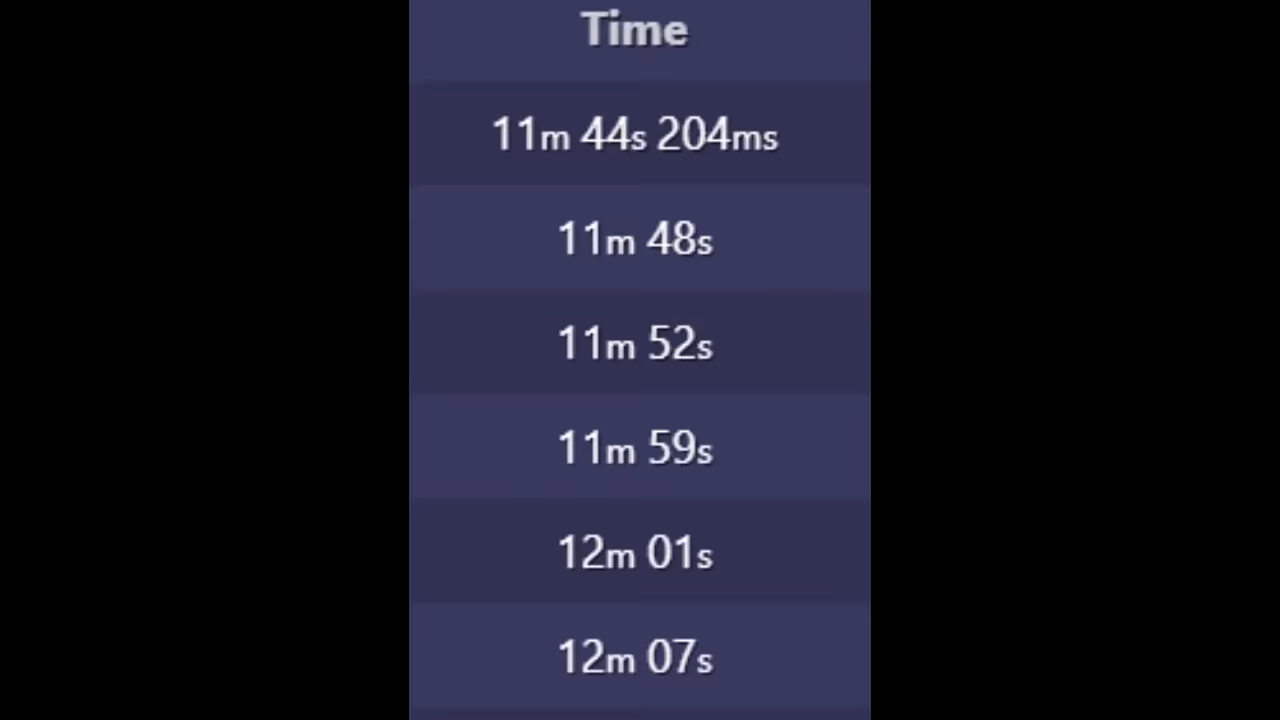 Time
11m 44s 204ms
11m 48s
11m 52s
11m 59s
12m 01s
12m 07s